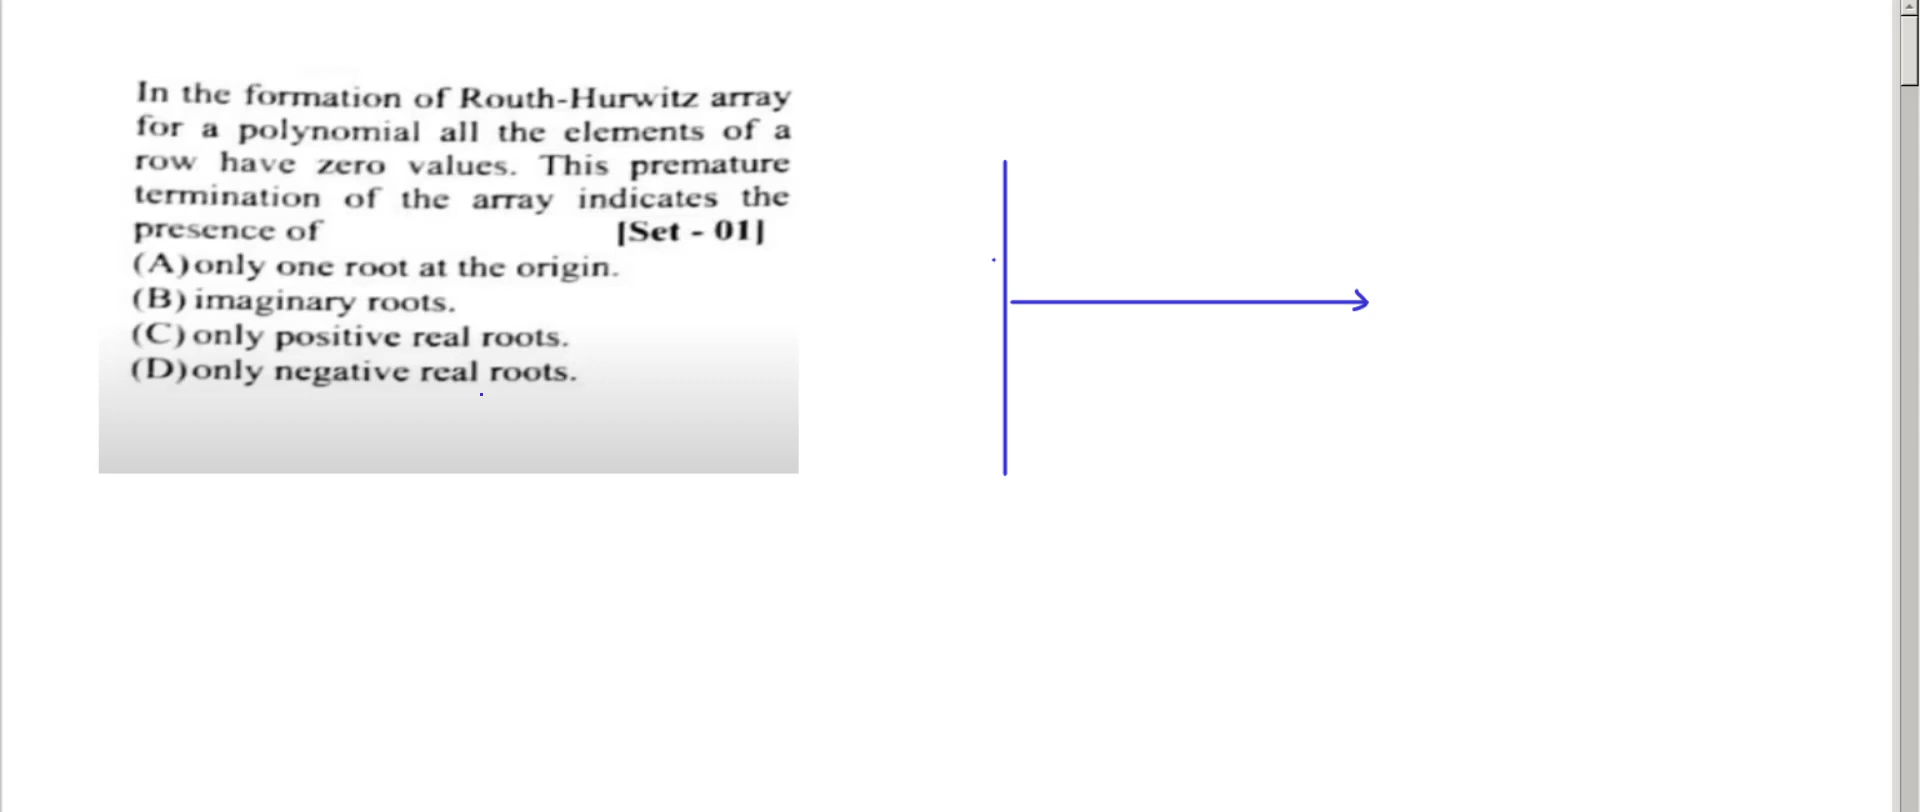 In the formation of Routh-Hurwitz array
for a polynomial all the elements of a
row have zero values. This premature
termination of the array indicates the
presence of [Set - 01]
(A) only one root at the origin.
(B) imaginary roots.
(C) only positive real roots.
(D) only negative real roots.